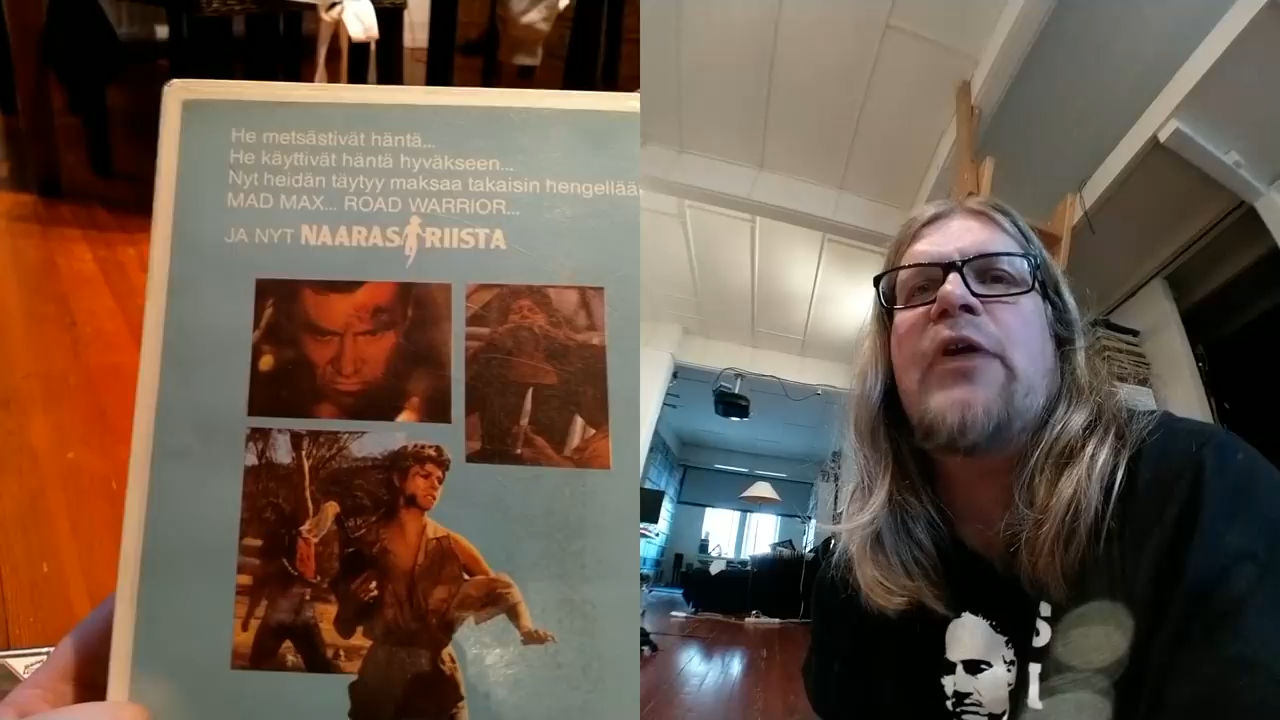 He metsästivät häntä...
He käyttivät häntä hyväkseen...
Nyt heidän täytyy maksaa takaisin hengellää
MAD MAX... ROAD WARRIOR...
JA NYT NAARAS RIISTA
S
L